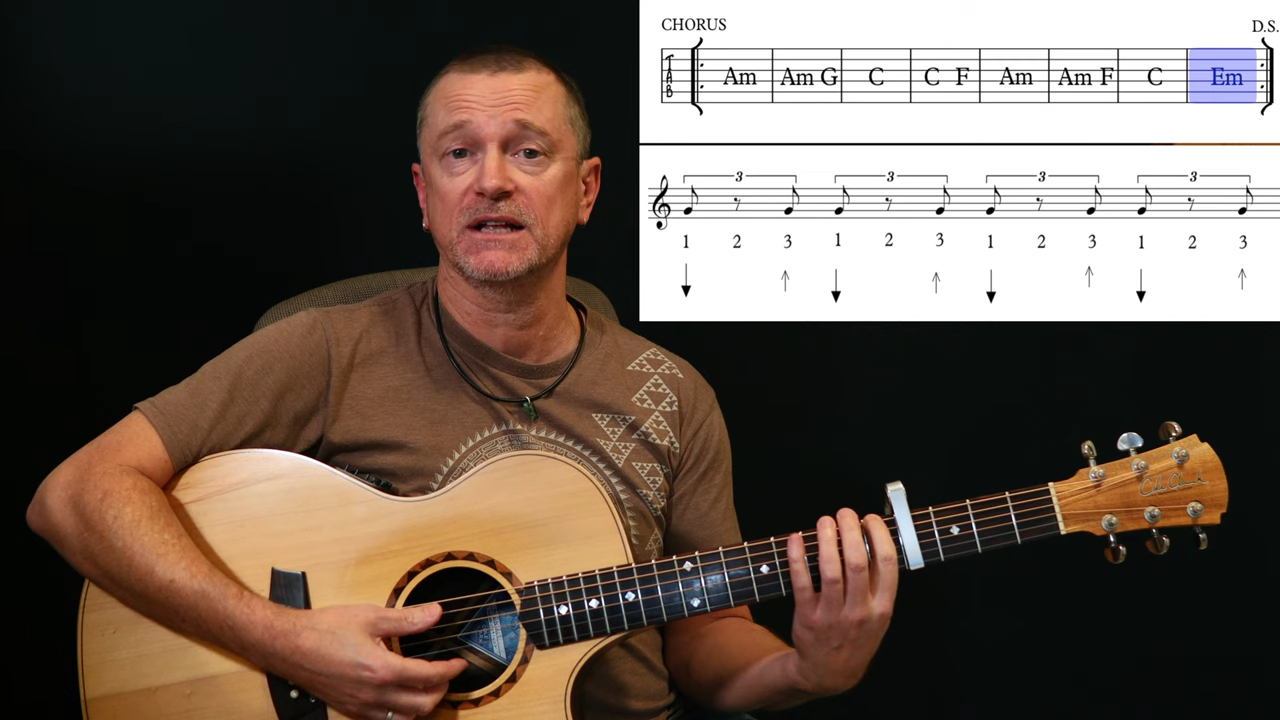 CHORUS D.S.
T
A
B
Am Am G C C F Am Am F C Em
3 3 3 3
1 2 3 1 2 3 1 2 3 1 2 3